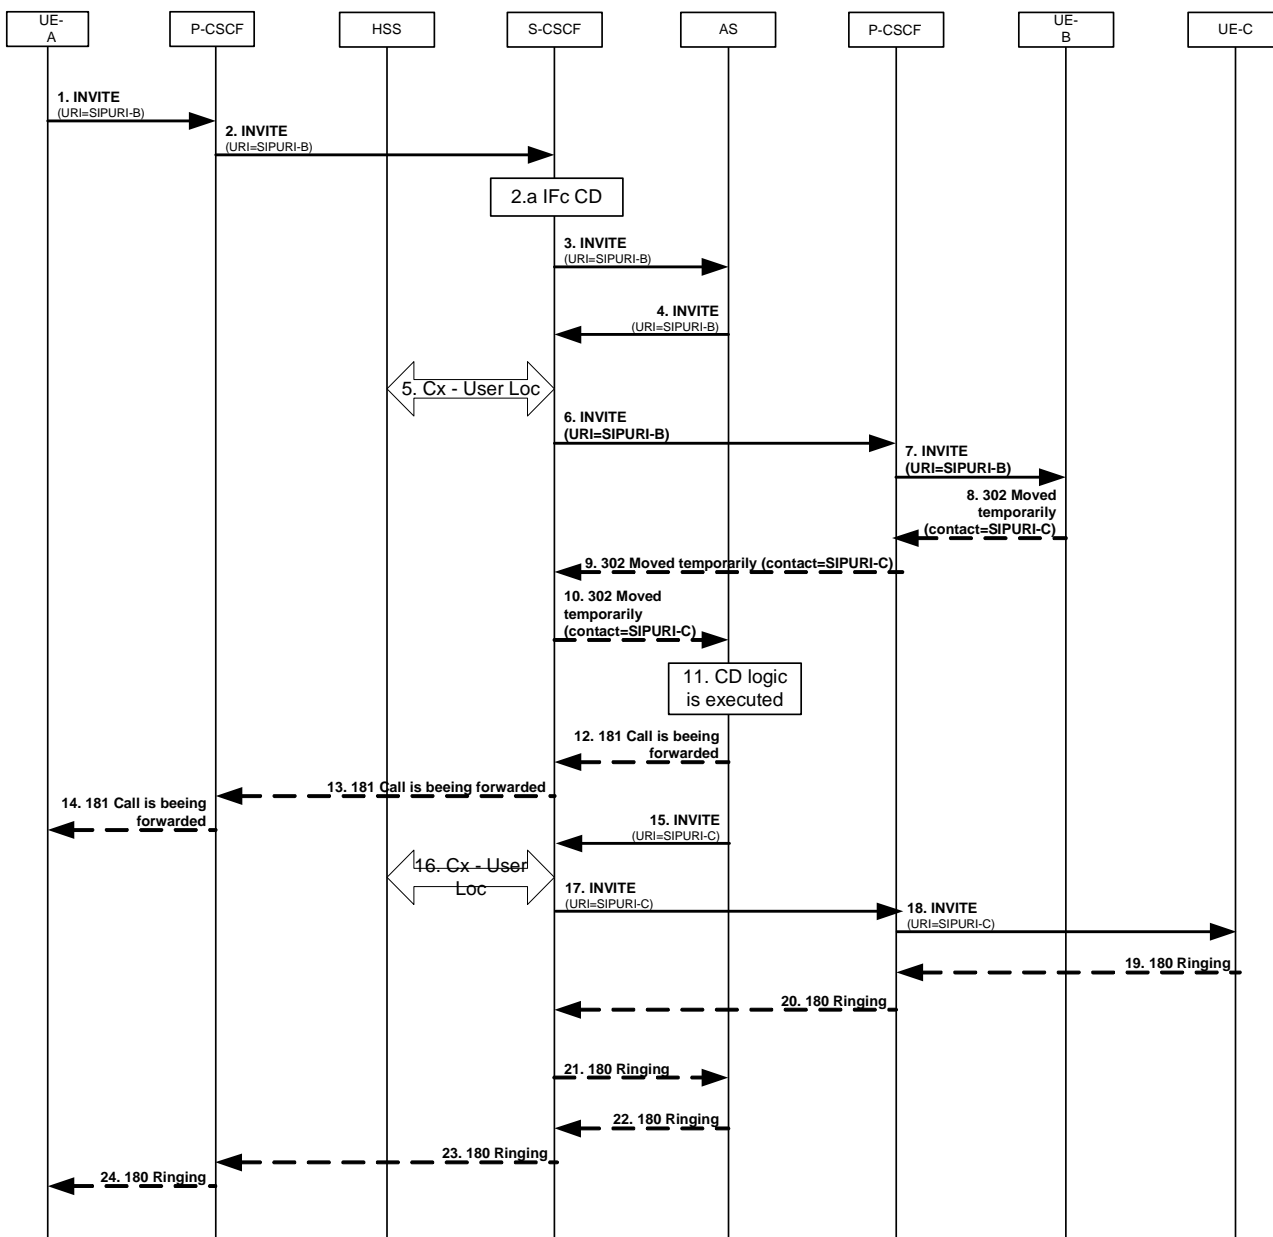 UE-
A
P-CSCF
HSS
S-CSCF
AS
P-CSCF
UE-
B
UE-C
1. INVITE
(URI=SIPURI-B)
2. INVITE
(URI=SIPURI-B)
2.a IFc CD
3. INVITE
(URI=SIPURI-B)
4. INVITE
(URI=SIPURI-B)
5. Cx - User Loc
6. INVITE
(URI=SIPURI-B)
7. INVITE
(URI=SIPURI-B)
8. 302 Moved
temporarily
(contact=SIPURI-C)
9. 302 Moved temporarily (contact=SIPURI-C)
10. 302 Moved
temporarily
(contact=SIPURI-C)
11. CD logic
is executed
12. 181 Call is beeing
forwarded
13. 181 Call is beeing forwarded
14. 181 Call is beeing
forwarded
15. INVITE
(URI=SIPURI-C)
16. Cx - User
Loc
17. INVITE
(URI=SIPURI-C)
18. INVITE
(URI=SIPURI-C)
19. 180 Ringing
20. 180 Ringing
21. 180 Ringing
22. 180 Ringing
23. 180 Ringing
24. 180 Ringing